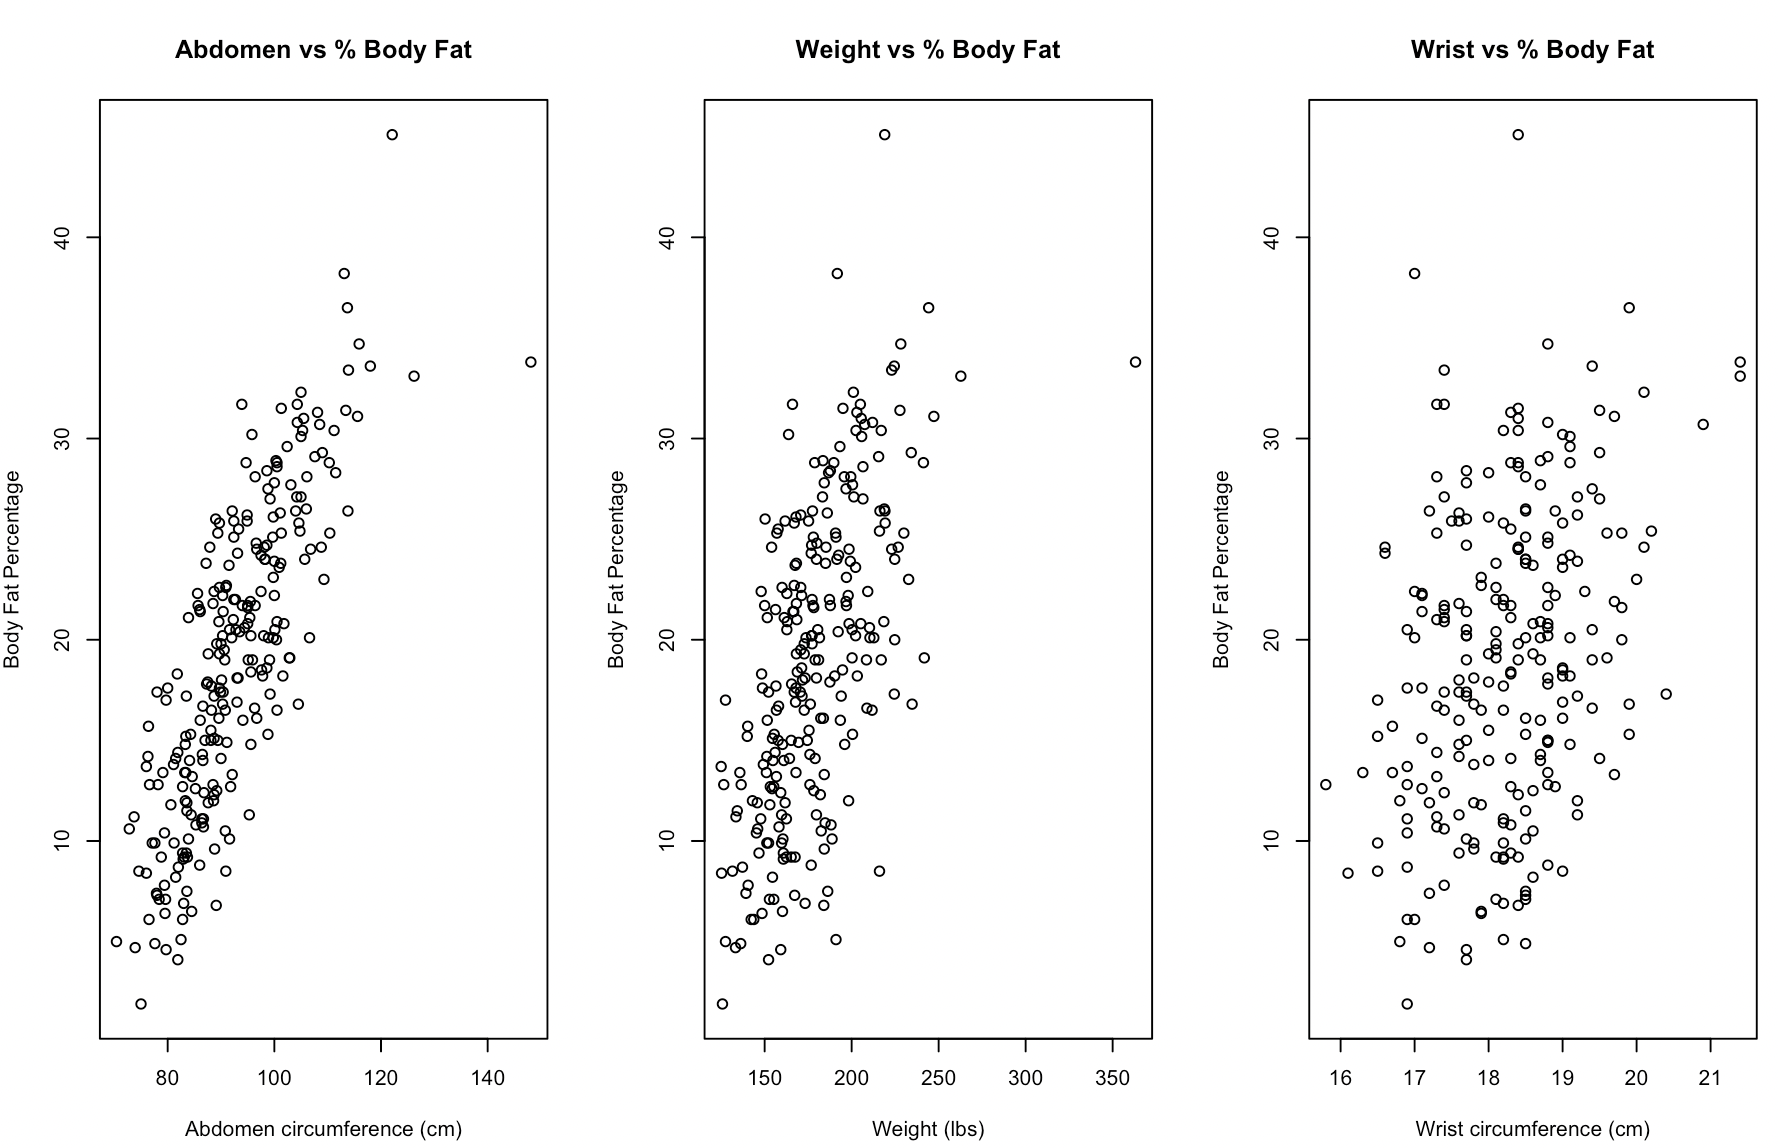 Abdomen vs % Body Fat
Body Fat Percentage
40
30
20
10
80 100 120 140
Abdomen circumference (cm)
Weight vs % Body Fat
Body Fat Percentage
40
30
20
10
150 200 250 300 350
Weight (lbs)
Wrist vs % Body Fat
Body Fat Percentage
40
30
20
10
16 17 18 19 20 21
Wrist circumference (cm)